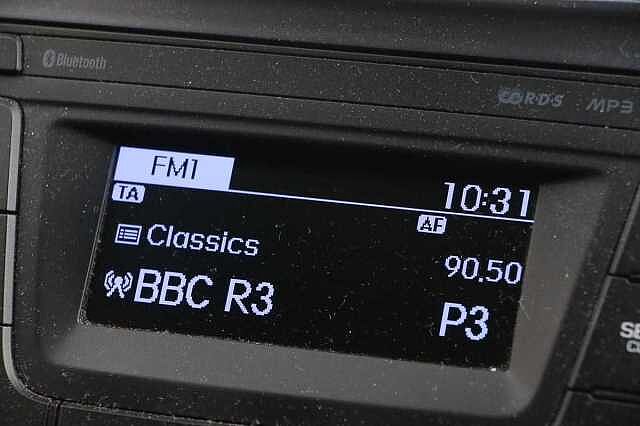 Bluetooth
RDS MP3
FM1
10:31
TA
AF
Classics
90.50
BBC R3
P3